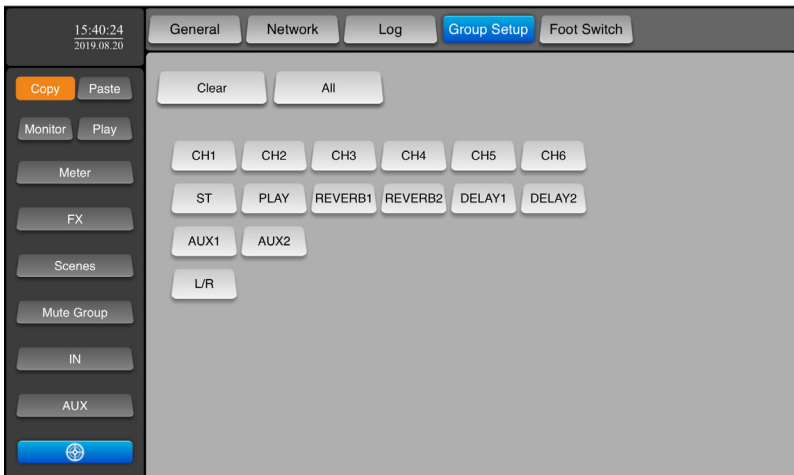 15:40:24
2019.08.20
General Network Log Group Setup Foot Switch
Copy Paste
Monitor Play
Meter
FX
Scenes
Mute Group
IN
AUX
Clear All
CH1 CH2 CH3 CH4 CH5 CH6
ST PLAY REVERB1 REVERB2 DELAY1 DELAY2
AUX1 AUX2
L/R